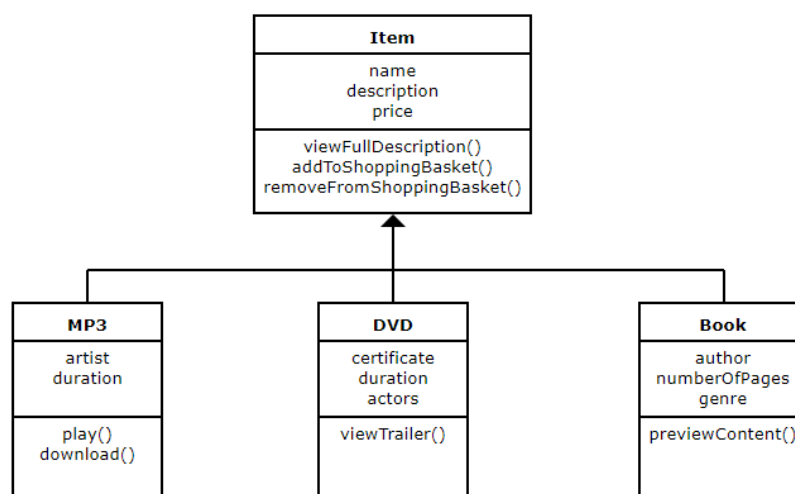 Item
name
description
price
viewFullDescription()
addToShoppingBasket()
removeFromShoppingBasket()
MP3
artist
duration
play()
download()
DVD
certificate
duration
actors
viewTrailer()
Book
author
numberOfPages
genre
previewContent()